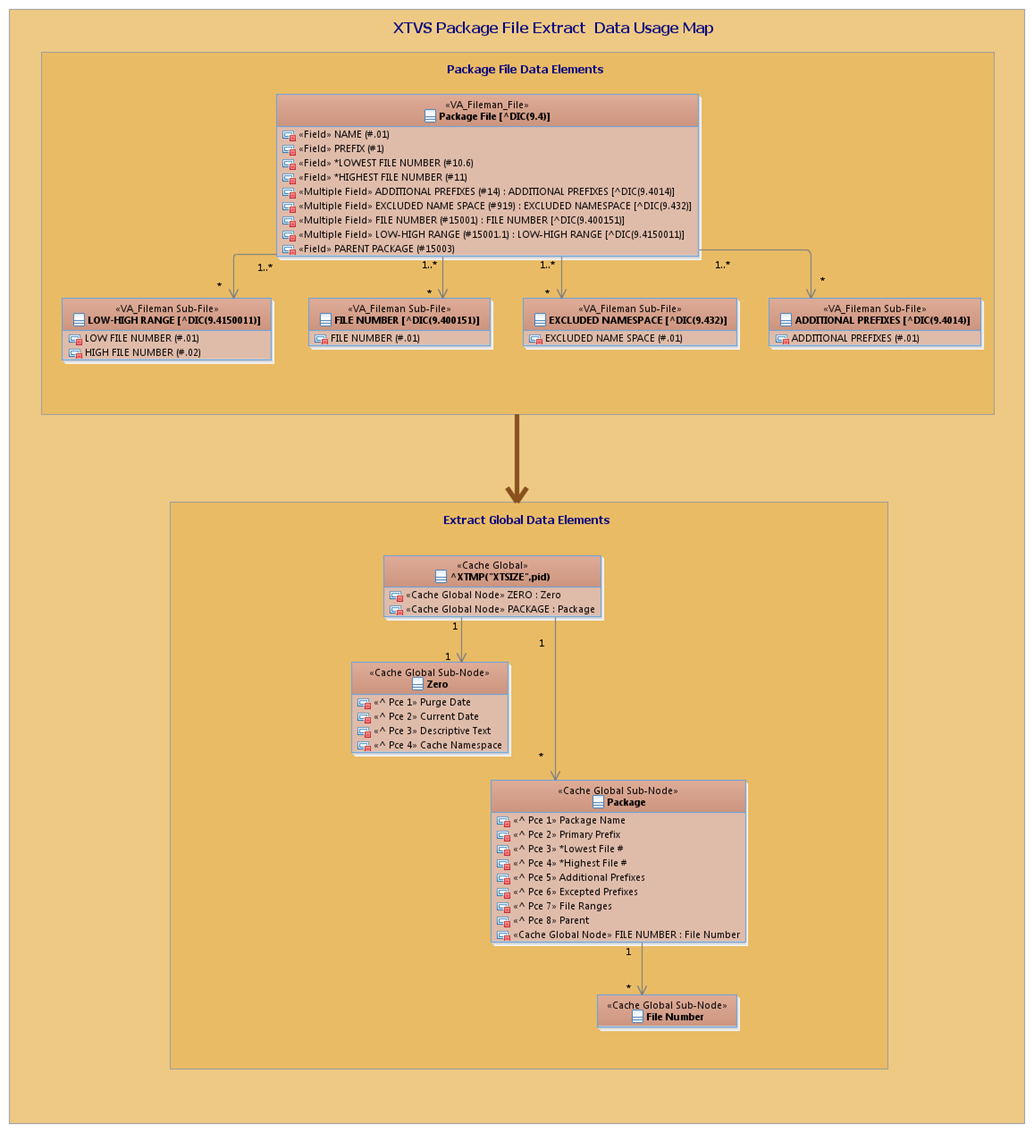 XTVS Package File Extract  Data Usage Map
Package File Data Elements
«VA_Fileman_File»
Package File [^DIC(9.4)]
«Field» NAME (#.01)
«Field» PREFIX (#1)
«Field» *LOWEST FILE NUMBER (#10.6)
«Field» *HIGHEST FILE NUMBER (#11)
«Multiple Field» ADDITIONAL PREFIXES (#14) : ADDITIONAL PREFIXES [^DIC(9.4014)]
«Multiple Field» EXCLUDED NAME SPACE (#919) : EXCLUDED NAMESPACE [^DIC(9.432)]
«Multiple Field» FILE NUMBER (#15001) : FILE NUMBER [^DIC(9.400151)]
«Multiple Field» LOW-HIGH RANGE (#15001.1) : LOW-HIGH RANGE [^DIC(9.4150011)]
«Field» PARENT PACKAGE (#15003)
1..*
1..*
1..*
1..*
*
*
*
*
«VA_Fileman Sub-File»
LOW-HIGH RANGE [^DIC(9.4150011)]
LOW FILE NUMBER (#.01)
HIGH FILE NUMBER (#.02)
«VA_Fileman Sub-File»
FILE NUMBER [^DIC(9.400151)]
FILE NUMBER (#.01)
«VA_Fileman Sub-File»
EXCLUDED NAMESPACE [^DIC(9.432)]
EXCLUDED NAME SPACE (#.01)
«VA_Fileman Sub-File»
ADDITIONAL PREFIXES [^DIC(9.4014)]
ADDITIONAL PREFIXES (#.01)
Extract Global Data Elements
«Cache Global»
^XTMP("XTSIZE",pid)
«Cache Global Node» ZERO : Zero
«Cache Global Node» PACKAGE : Package
1
1
1
*
«Cache Global Sub-Node»
Zero
«^ Pce 1» Purge Date
«^ Pce 2» Current Date
«^ Pce 3» Descriptive Text
«^ Pce 4» Cache Namespace
«Cache Global Sub-Node»
Package
«^ Pce 1» Package Name
«^ Pce 2» Primary Prefix
«^ Pce 3» *Lowest File #
«^ Pce 4» *Highest File #
«^ Pce 5» Additional Prefixes
«^ Pce 6» Excepted Prefixes
«^ Pce 7» File Ranges
«^ Pce 8» Parent
«Cache Global Node» FILE NUMBER : File Number
1
*
«Cache Global Sub-Node»
File Number